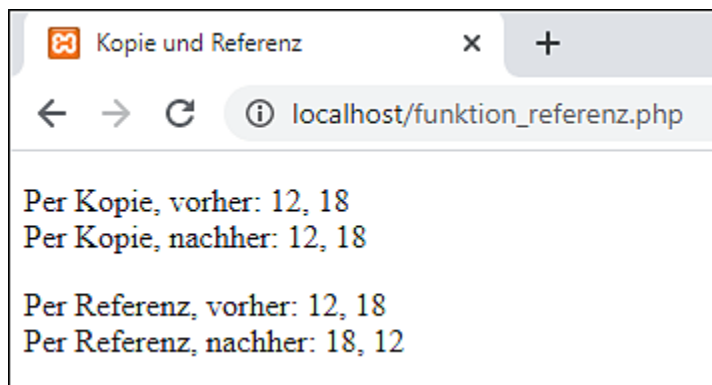 Kopie und Referenz
localhost/funktion_referenz.php
Per Kopie, vorher: 12, 18
Per Kopie, nachher: 12, 18
Per Referenz, vorher: 12, 18
Per Referenz, nachher: 18, 12